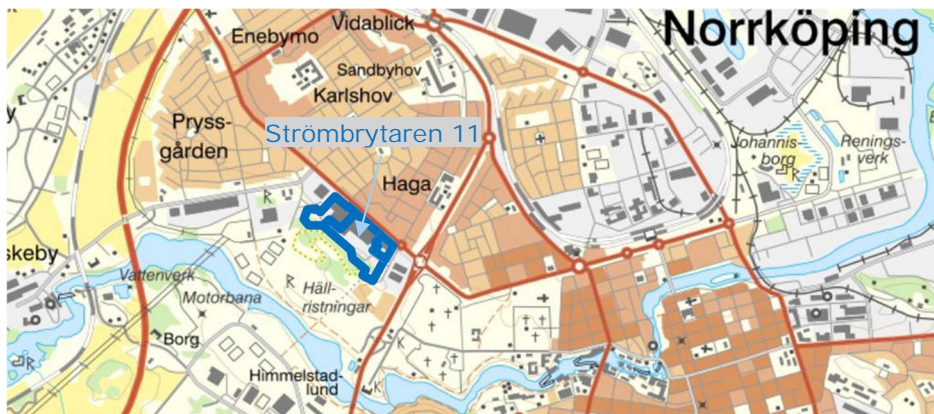 Norrköping
Vidablick
Enebymo
Sandbyhov
Karlshov
Pryss-
gården
Strömbrytaren 11
Johannis-
borg
Renings-
verk
Haga
skeby
Vattenverk
Motorbana
Häll-
ristningar
Borg
Himmelstad-
lund
K